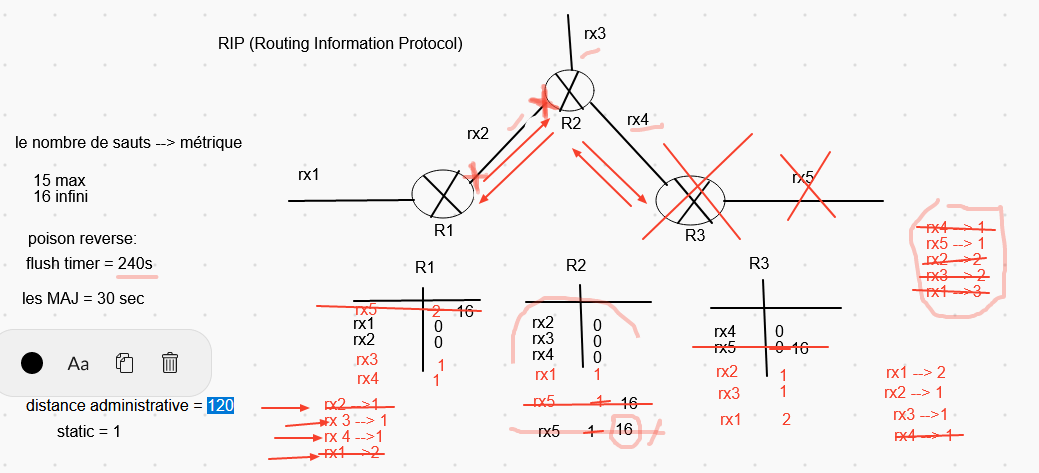 RIP (Routing Information Protocol)
rx3
R2
rx2
rx4
le nombre de sauts --> métrique
15 max
16 infini
rx1
R1
rx5
R3
poison reverse:
flush timer = 240s
les MAJ = 30 sec
Aa
distance administrative = 120
static = 1
R1
rx5 2 16
rx1 0
rx2 0
rx3 1
rx4 1
rx2 -->1
rx 3 --> 1
rx 4 -->1
rx1 -->2
R2
rx2 0
rx3 0
rx4 0
rx1 1
rx5 1 16
rx5 1 16
R3
rx4 0
rx5 0 16
rx2 1
rx3 1
rx1 2
rx4 --> 1
rx5 --> 1
rx2 -->2
rx3 --> 2
rx1 -->3
rx1 --> 2
rx2 --> 1
rx3 -->1
rx4 --> 1